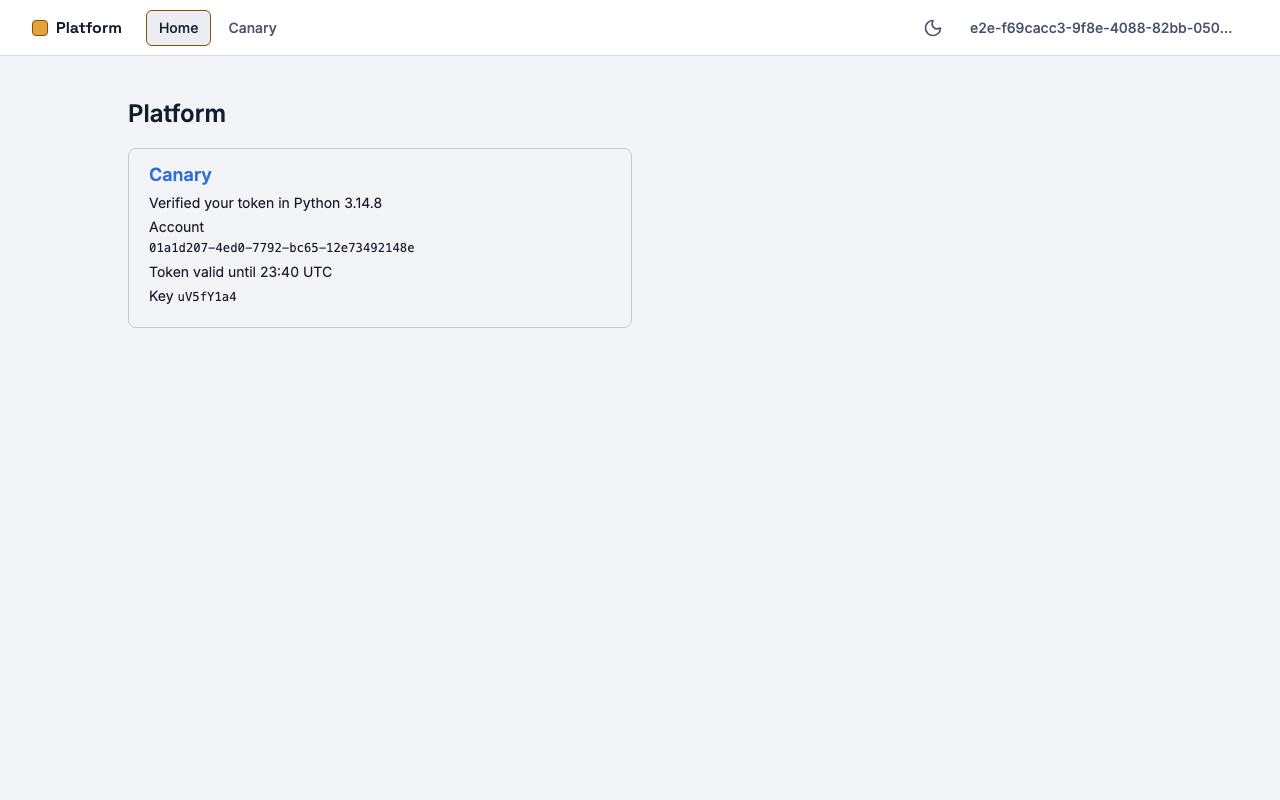 Platform
Home
Canary
e2e-f69cacc3-9f8e-4088-82bb-050...
Platform
Canary
Verified your token in Python 3.14.8
Account
01a1d207-4ed0-7792-bc65-12e73492148e
Token valid until 23:40 UTC
Key uV5fY1a4